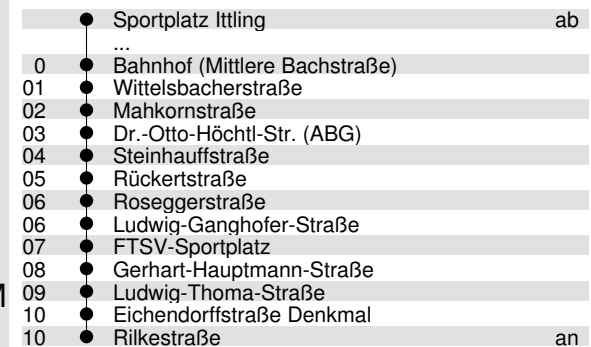 Sportplatz Ittling ab
...
0 Bahnhof (Mittlere Bachstraße)
01 Wittelsbacherstraße
02 Mahkornstraße
03 Dr.-Otto-Höchtl-Str. (ABG)
04 Steinhauffstraße
05 Rückertstraße
06 Roseggerstraße
06 Ludwig-Ganghofer-Straße
07 FTSV-Sportplatz
08 Gerhart-Hauptmann-Straße
09 Ludwig-Thoma-Straße
10 Eichendorffstraße Denkmal
10 Rilkestraße an